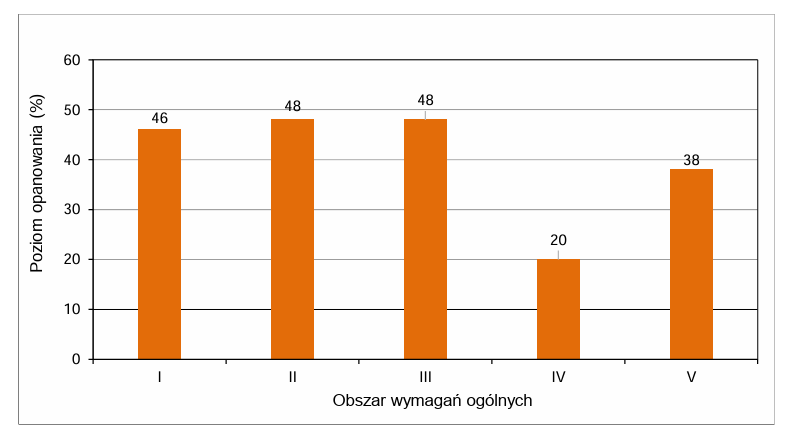 Poziom opanowania (%)
60
50
40
30
20
10
0
46
48
48
20
38
I
II
III
IV
V
Obszar wymagań ogólnych